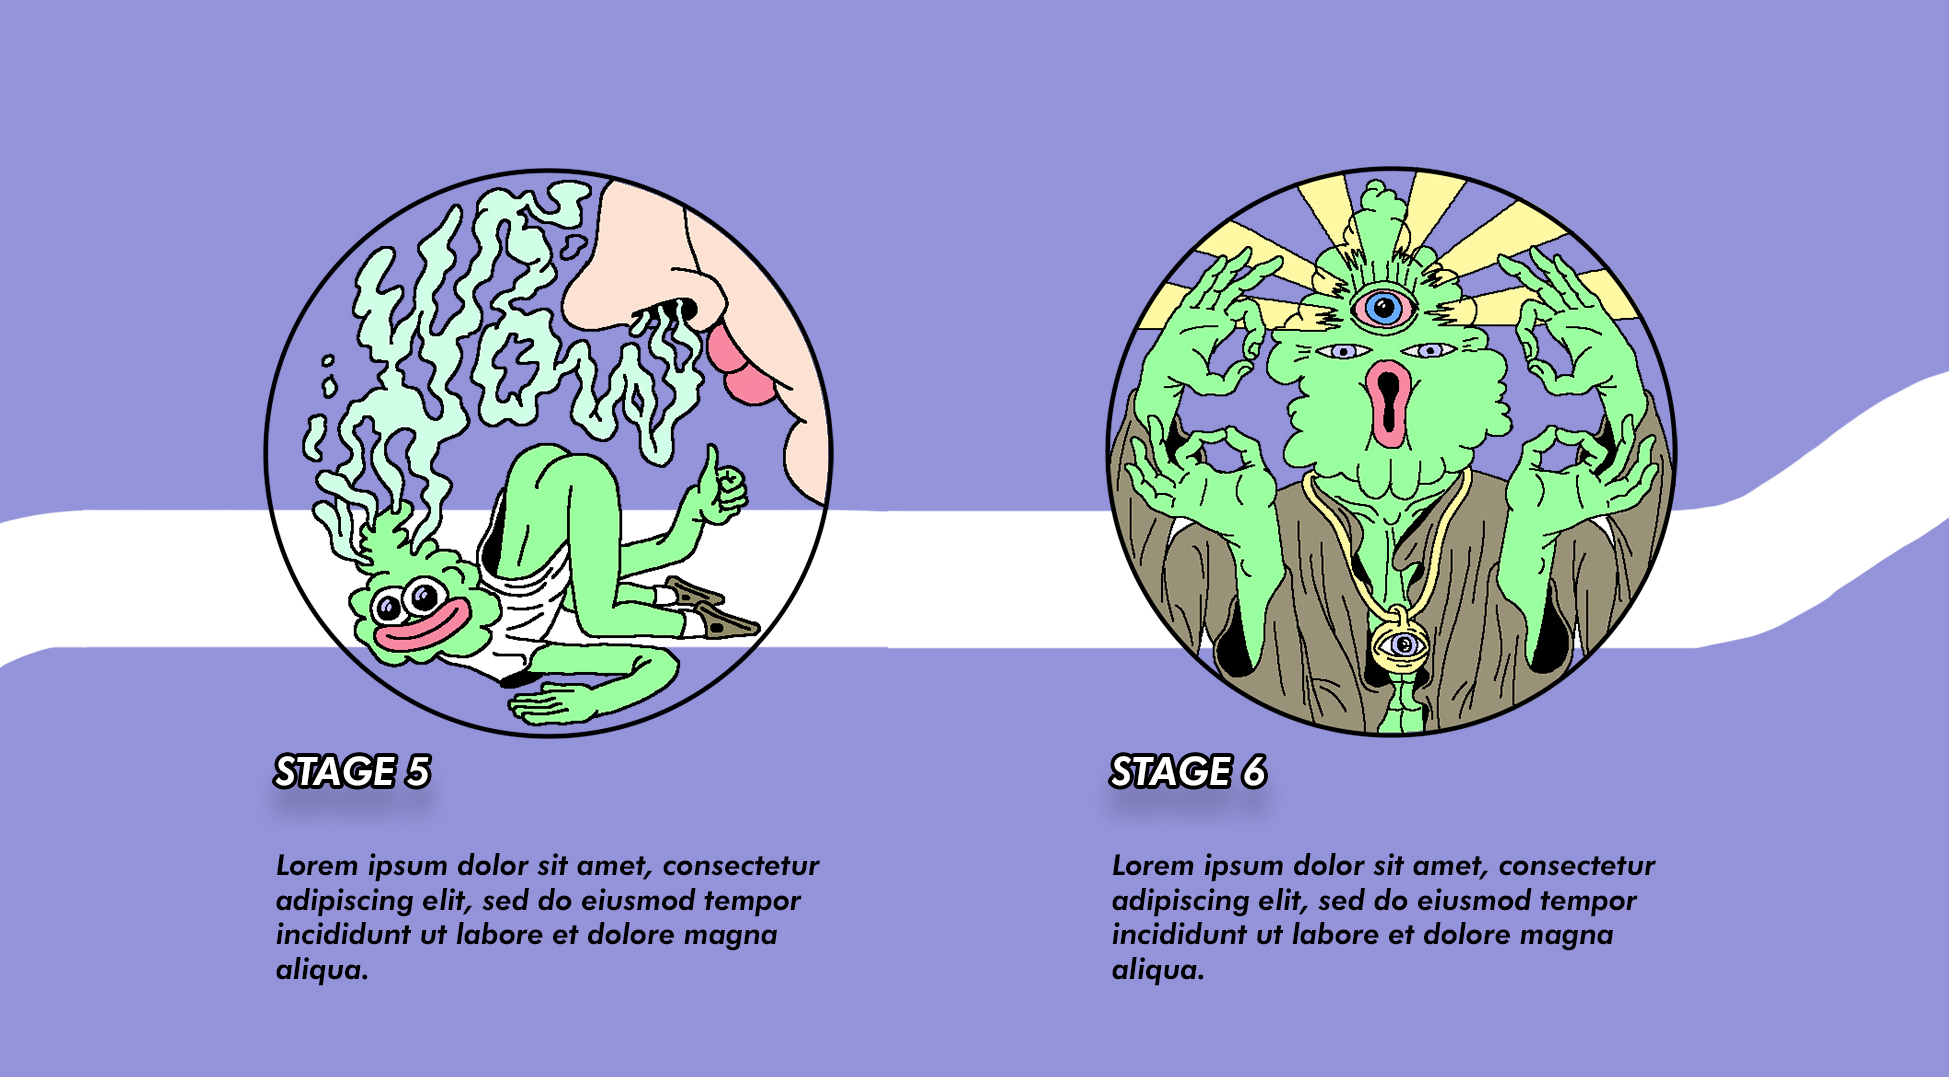 WOW
STAGE 5
Lorem ipsum dolor sit amet, consectetur
adipiscing elit, sed do eiusmod tempor
incididunt ut labore et dolore magna
aliqua.
STAGE 6
Lorem ipsum dolor sit amet, consectetur
adipiscing elit, sed do eiusmod tempor
incididunt ut labore et dolore magna
aliqua.